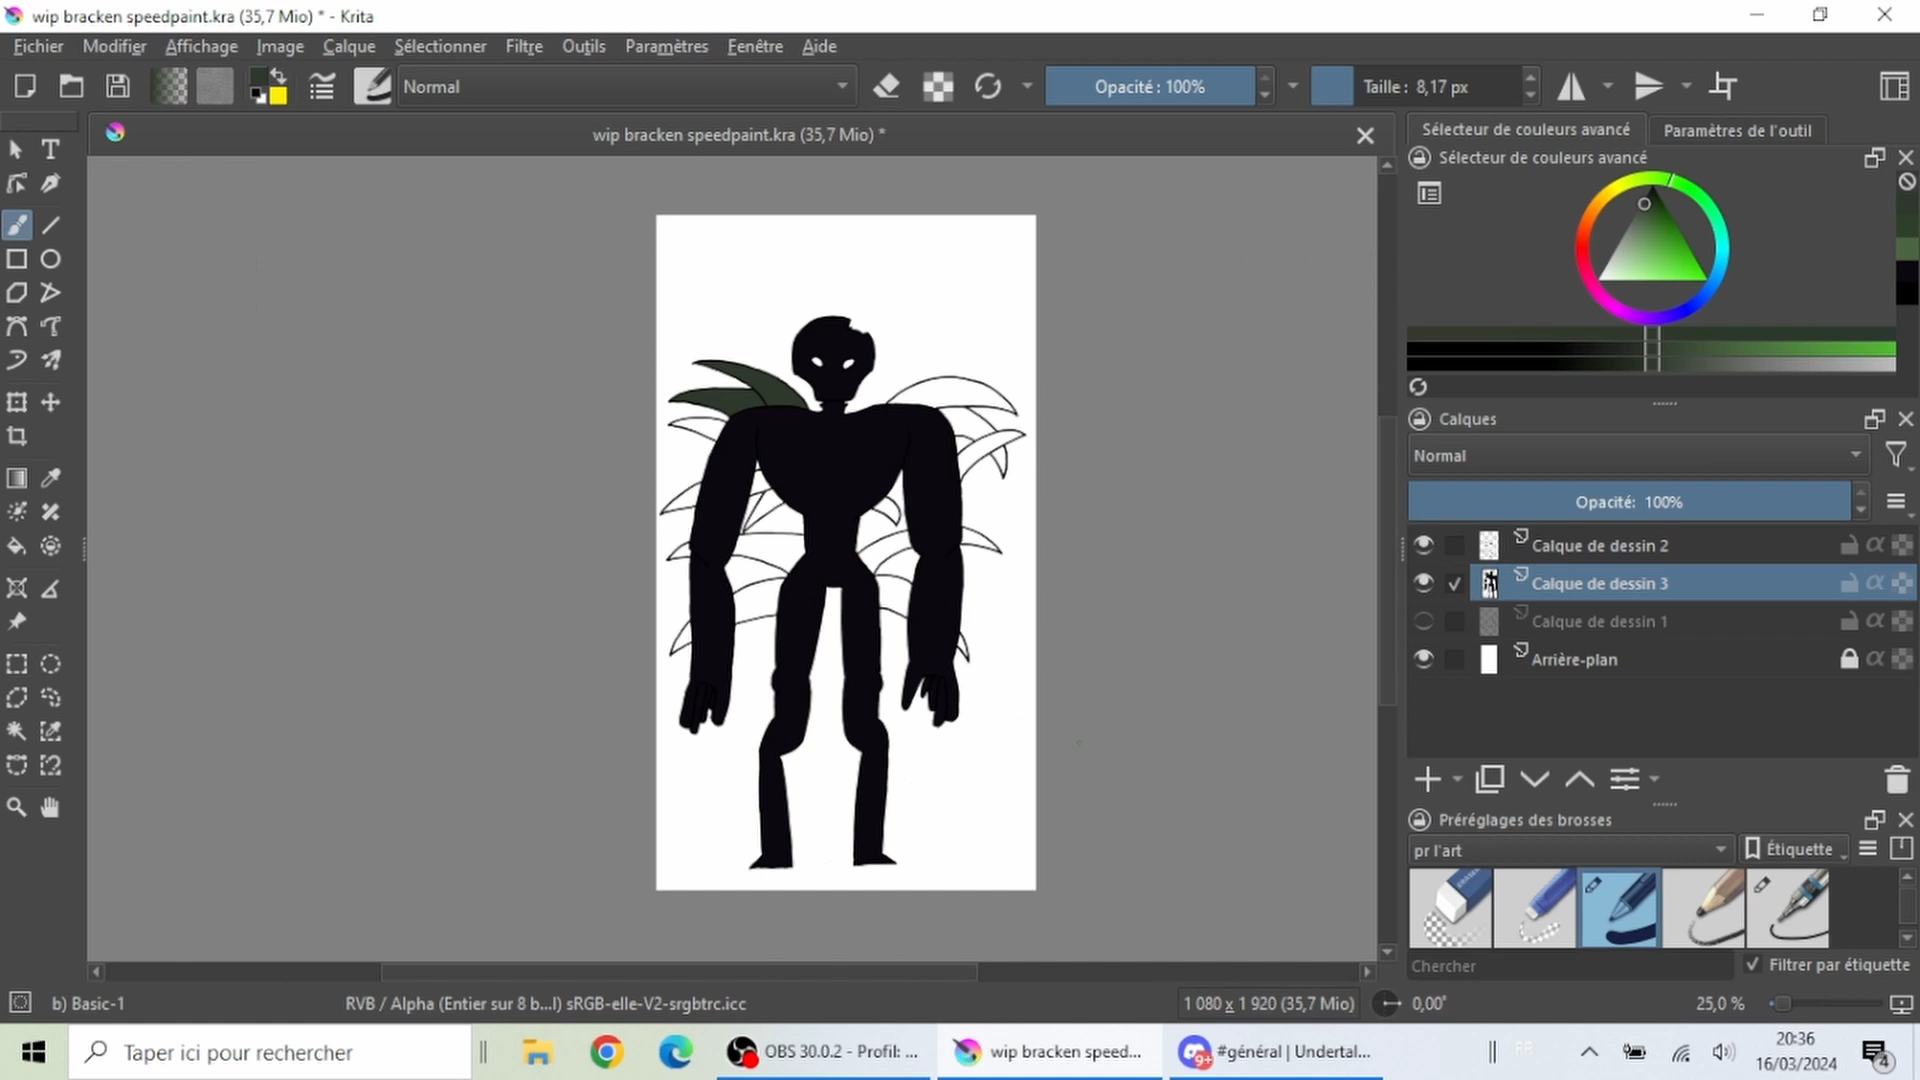 wip bracken speedpaint.kra (35,7 Mio) * - Krita
Fichier Modifier Affichage Image Calque Sélectionner Filtre Outils Paramètres Fenêtre Aide
Normal Opacité : 100% Taille : 8,17 px
wip bracken speedpaint.kra (35,7 Mio) *
Sélecteur de couleurs avancé Paramètres de l'outil
Sélecteur de couleurs avancé
Calques
Normal
Opacité: 100%
Calque de dessin 2
Calque de dessin 3
Calque de dessin 1
Arrière-plan
Préréglages des brosses
pr l'art Étiquette
Chercher Filtrer par étiquette
b) Basic-1 RVB / Alpha (Entier sur 8 b...l) sRGB-elle-V2-srgbtrc.icc 1 080 x 1 920 (35,7 Mio) 0,00° 25,0 %
Taper ici pour rechercher OBS 30.0.2 - Profil: ... wip bracken speed... 9+ #général | Undertal... 20:36
16/03/2024 4